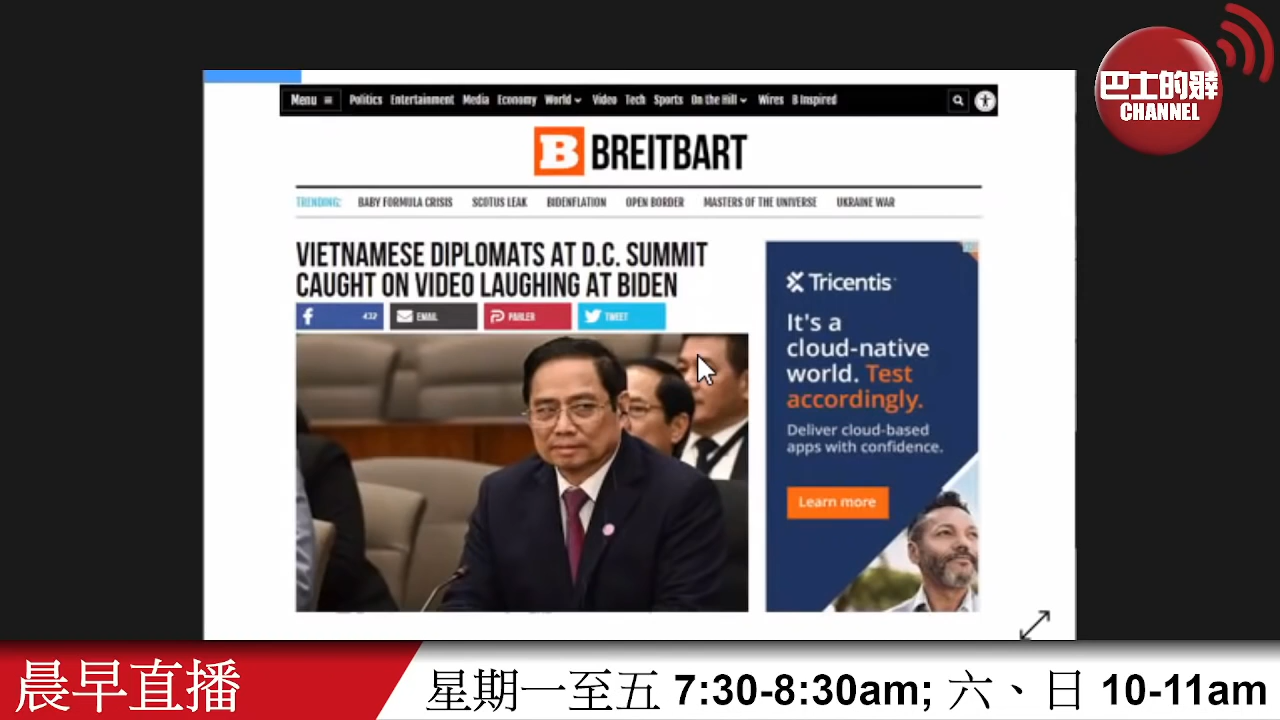 巴士的報
CHANNEL
Menu Politics Entertainment Media Economy World Video Tech Sports On the Hill Wires B Inspired
B BREITBART
TRENDING: BABY FORMULA CRISIS SCOTUS LEAK BIDENFLATION OPEN BORDER MASTERS OF THE UNIVERSE UKRAINE WAR
VIETNAMESE DIPLOMATS AT D.C. SUMMIT
CAUGHT ON VIDEO LAUGHING AT BIDEN
432 EMAIL PARLER TWEET
Tricentis
It's a
cloud-native
world. Test
accordingly.
Deliver cloud-based
apps with confidence.
Learn more
晨早直播
星期一至五 7:30-8:30am; 六、日 10-11am